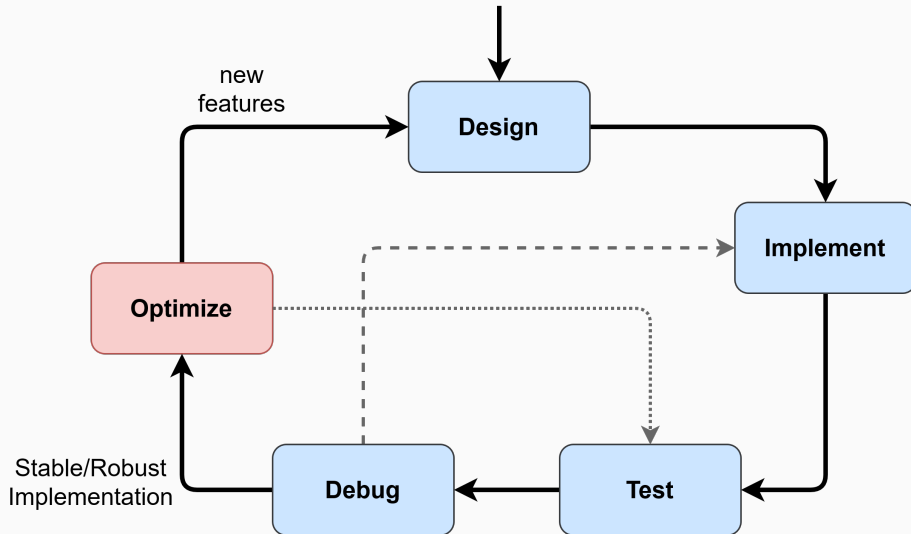 new
features
Design
Implement
Optimize
Stable/Robust
Implementation
Debug
Test